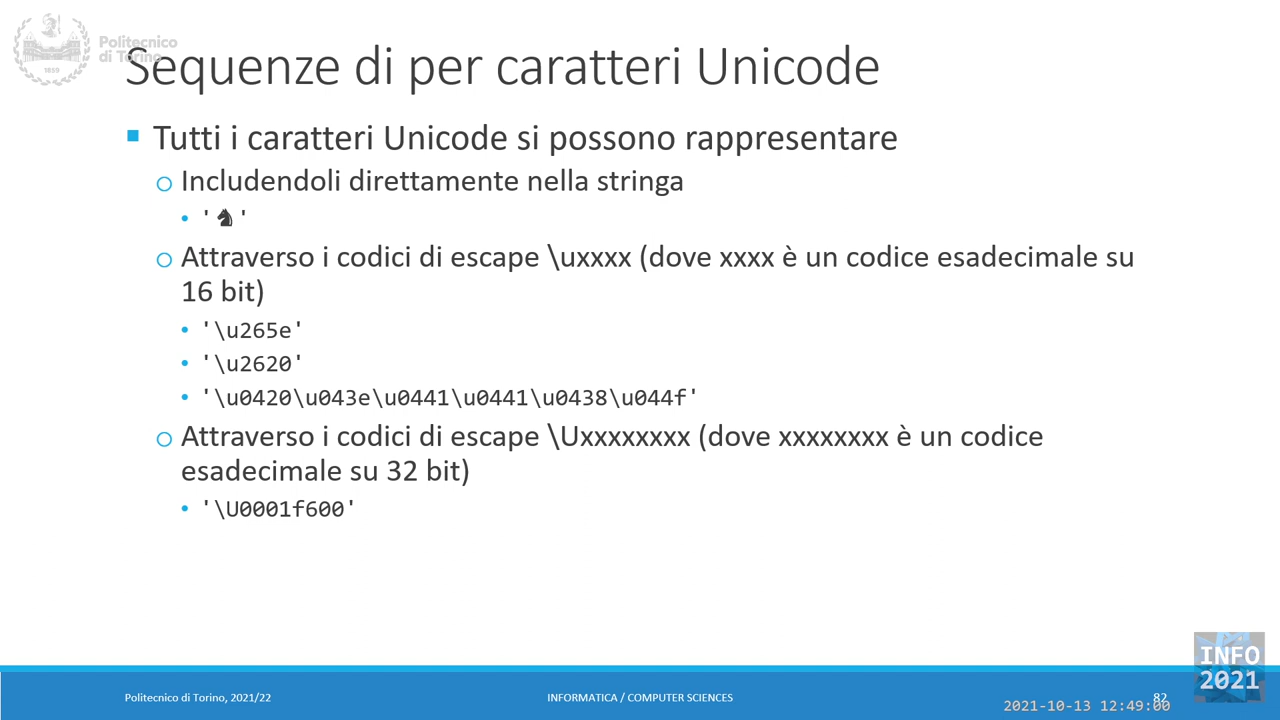 Politecnico
di Torino
1859
Sequenze di per caratteri Unicode
▪ Tutti i caratteri Unicode si possono rappresentare
o Includendoli direttamente nella stringa
• '♞'
o Attraverso i codici di escape \uxxxx (dove xxxx è un codice esadecimale su
16 bit)
• '\u265e'
• '\u2620'
• '\u0420\u043e\u0441\u0441\u0438\u044f'
o Attraverso i codici di escape \Uxxxxxxxx (dove xxxxxxxx è un codice
esadecimale su 32 bit)
• '\U0001f600'
INFO
2021
Politecnico di Torino, 2021/22
INFORMATICA / COMPUTER SCIENCES
82
2021-10-13 12:49:00